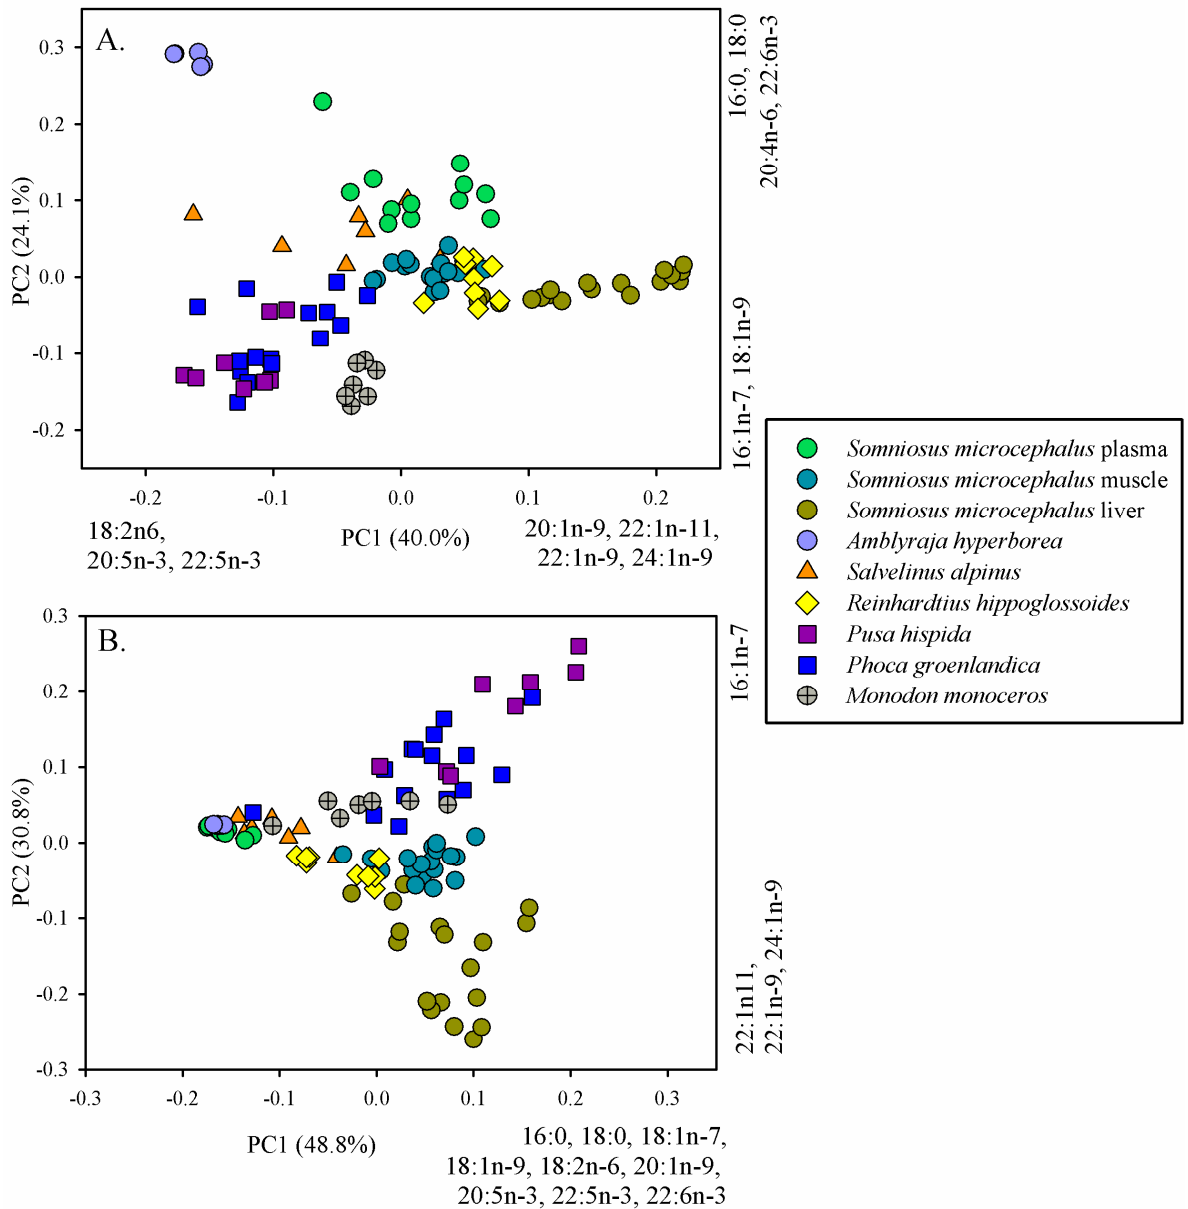 A.
0.3
0.2
0.1
0.0
-0.1
-0.2
PC2 (24.1%)
-0.2
-0.1
0.0
0.1
0.2
PC1 (40.0%)
18:2n6,
20:5n-3, 22:5n-3
20:1n-9, 22:1n-11,
22:1n-9, 24:1n-9
16:0, 18:0
20:4n-6, 22:6n-3
16:1n-7, 18:1n-9
Somniosus microcephalus plasma
Somniosus microcephalus muscle
Somniosus microcephalus liver
Amblyraja hyperborea
Salvelinus alpinus
Reinhardtius hippoglossoides
Pusa hispida
Phoca groenlandica
Monodon monoceros
B.
0.3
0.2
0.1
0.0
-0.1
-0.2
-0.3
PC2 (30.8%)
-0.3
-0.2
-0.1
0.0
0.1
0.2
0.3
PC1 (48.8%)
16:0, 18:0, 18:1n-7,
18:1n-9, 18:2n-6, 20:1n-9,
20:5n-3, 22:5n-3, 22:6n-3
16:1n-7
22:1n11,
22:1n-9, 24:1n-9